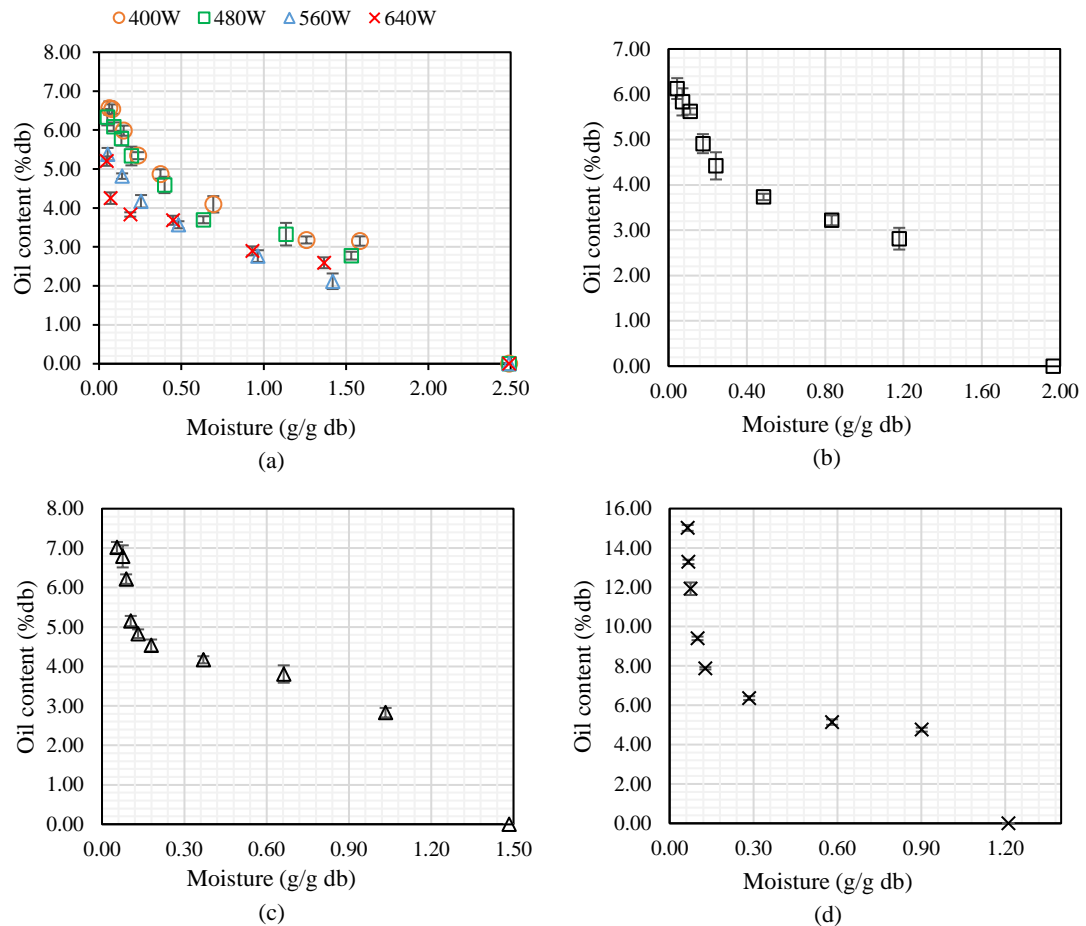 400W 480W 560W 640W
8.00
7.00
6.00
5.00
4.00
3.00
2.00
1.00
0.00
Oil content (%db)
0.00 0.50 1.00 1.50 2.00 2.50
Moisture (g/g db)
(a)
7.00
6.00
5.00
4.00
3.00
2.00
1.00
0.00
Oil content (%db)
0.00 0.40 0.80 1.20 1.60 2.00
Moisture (g/g db)
(b)
8.00
7.00
6.00
5.00
4.00
3.00
2.00
1.00
0.00
Oil content (%db)
0.00 0.30 0.60 0.90 1.20 1.50
Moisture (g/g db)
(c)
16.00
14.00
12.00
10.00
8.00
6.00
4.00
2.00
0.00
Oil content (%db)
0.00 0.30 0.60 0.90 1.20
Moisture (g/g db)
(d)